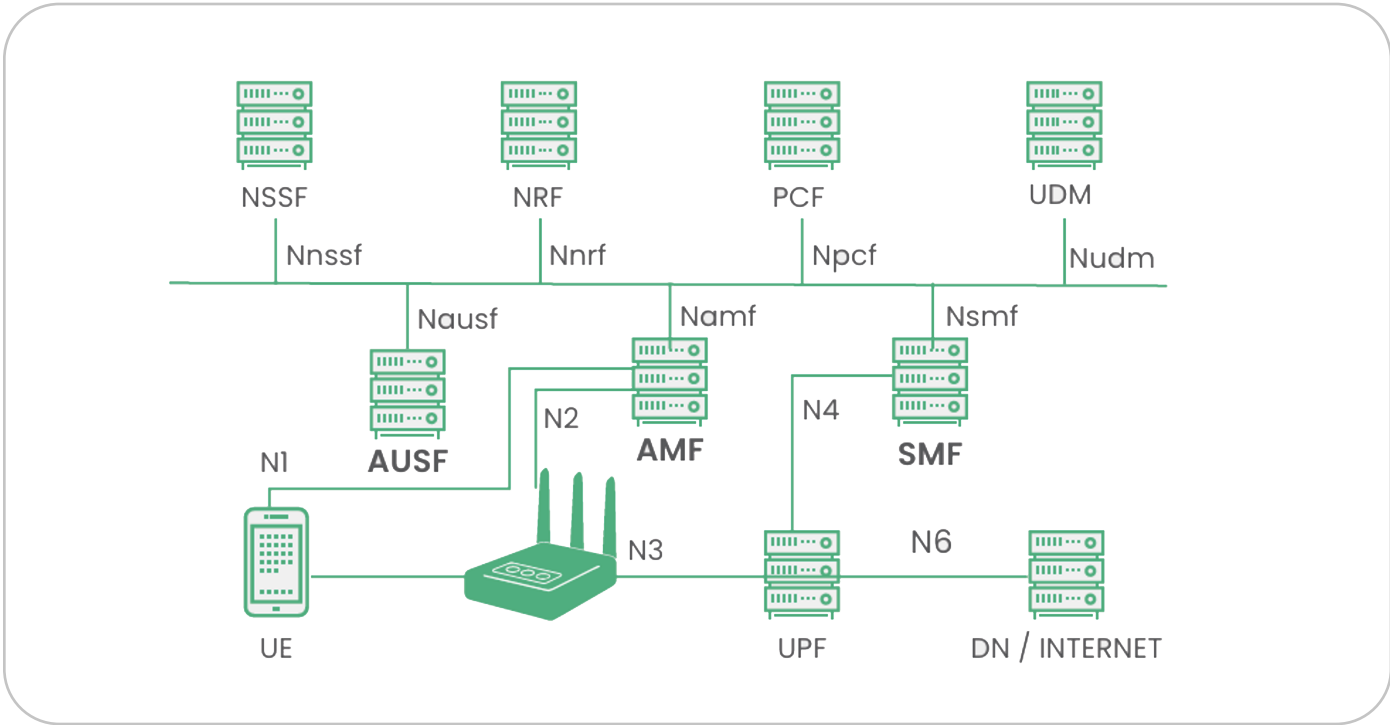 NSSF
NRF
PCF
UDM
Nnssf
Nnrf
Npcf
Nudm
Nausf
Namf
Nsmf
N2
N4
AUSF
AMF
SMF
N1
N3
N6
UE
UPF
DN / INTERNET